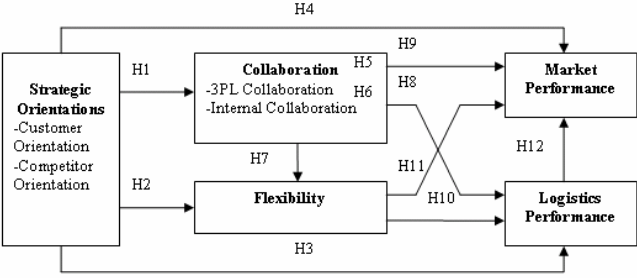 H4
H9
H1
Collaboration
H5
Market
Performance
Strategic
Orientations
-Customer
Orientation
-Competitor
Orientation
-3PL Collaboration
H6
-Internal Collaboration
H8
H7
H11
H12
H2
Flexibility
H10
Logistics
Performance
H3